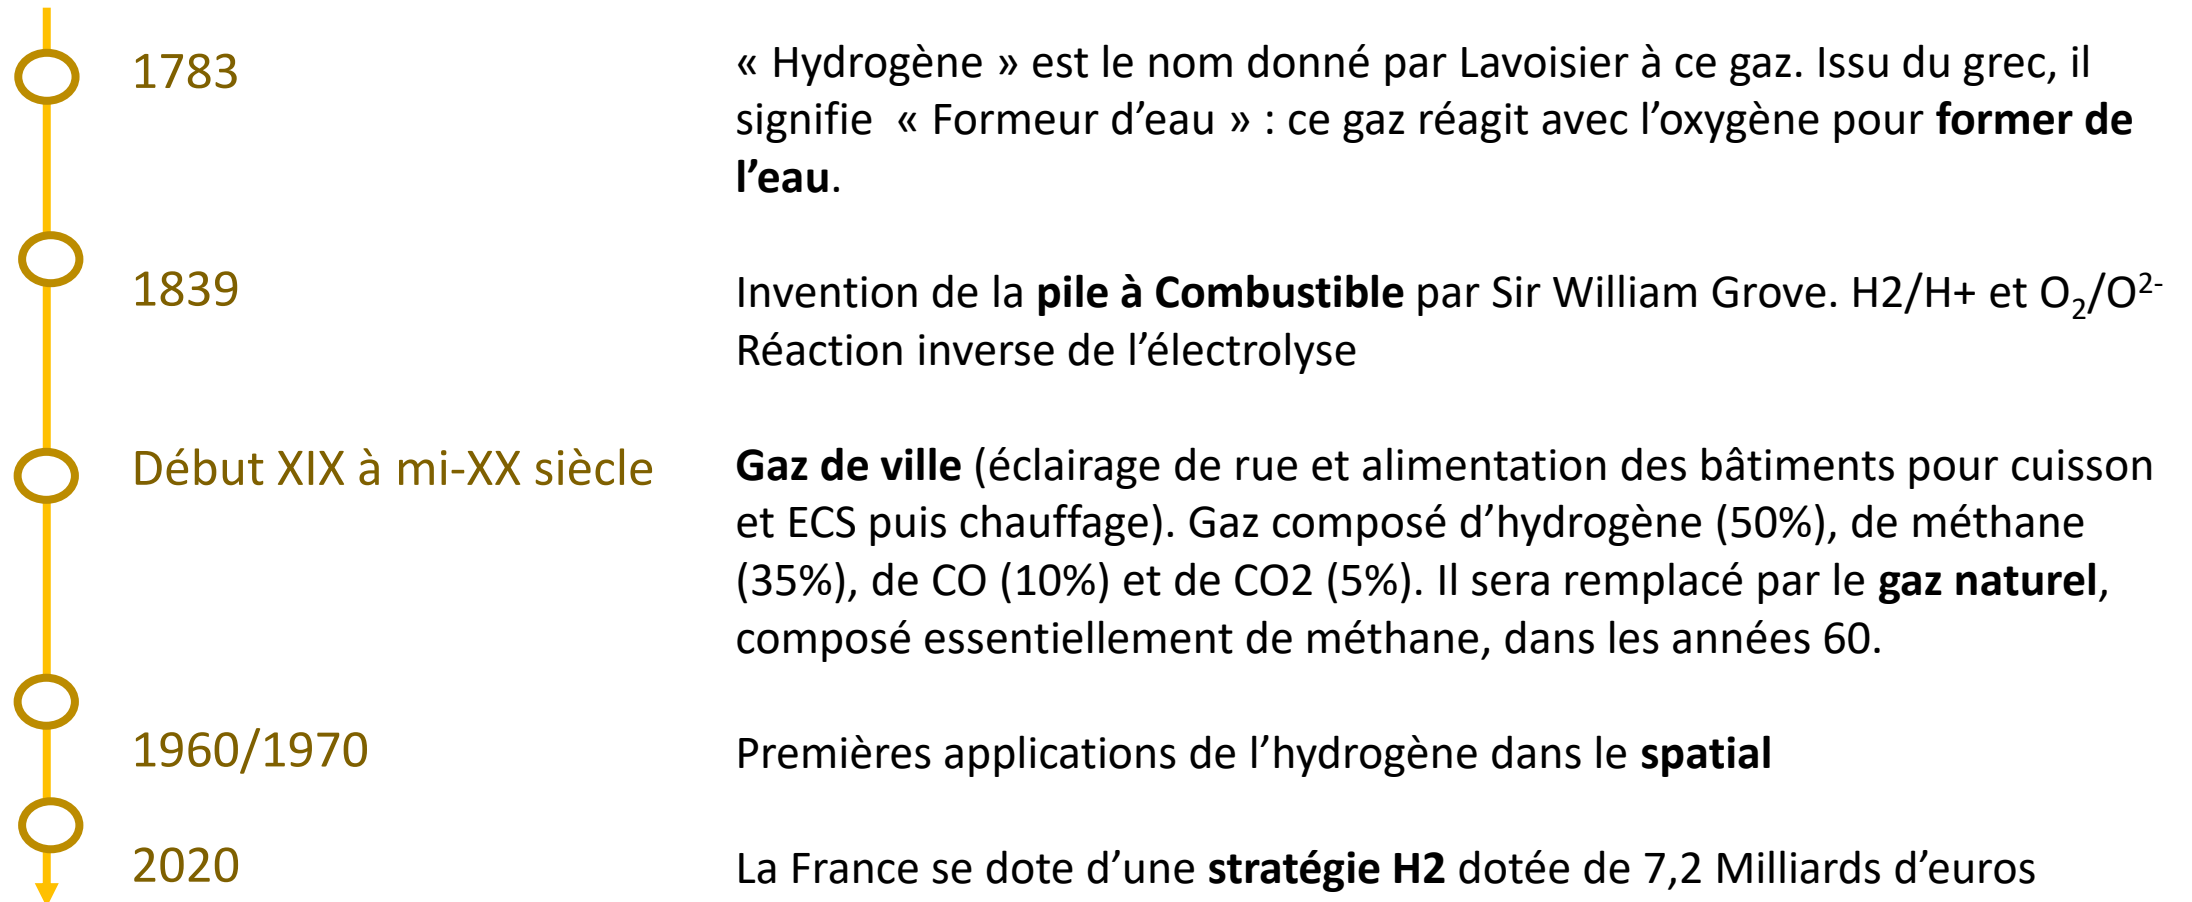 1783
« Hydrogène » est le nom donné par Lavoisier à ce gaz. Issu du grec, il
signifie « Formeur d’eau » : ce gaz réagit avec l’oxygène pour former de
l’eau.
1839
Invention de la pile à Combustible par Sir William Grove. H2/H+ et O₂/O²⁻
Réaction inverse de l’électrolyse
Début XIX à mi-XX siècle
Gaz de ville (éclairage de rue et alimentation des bâtiments pour cuisson
et ECS puis chauffage). Gaz composé d’hydrogène (50%), de méthane
(35%), de CO (10%) et de CO2 (5%). Il sera remplacé par le gaz naturel,
composé essentiellement de méthane, dans les années 60.
1960/1970
Premières applications de l’hydrogène dans le spatial
2020
La France se dote d’une stratégie H2 dotée de 7,2 Milliards d’euros